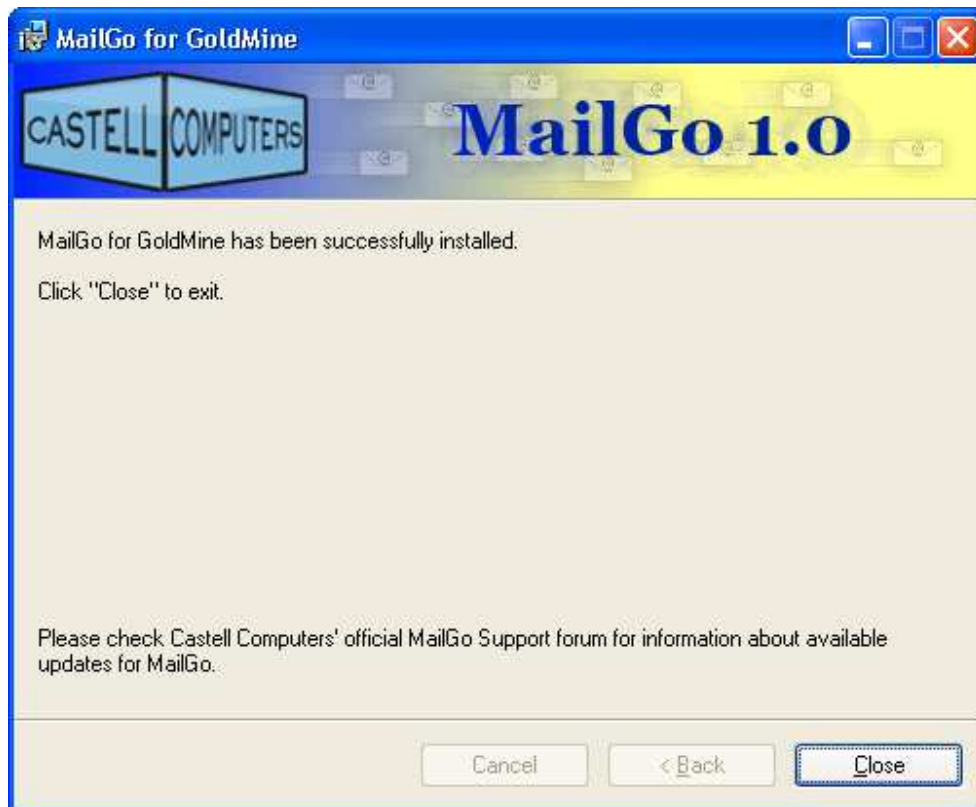 MailGo for GoldMine
CASTELL COMPUTERS
MailGo 1.0
MailGo for GoldMine has been successfully installed.
Click "Close" to exit.
Please check Castell Computers' official MailGo Support forum for information about available
updates for MailGo.
Cancel
< Back
Close